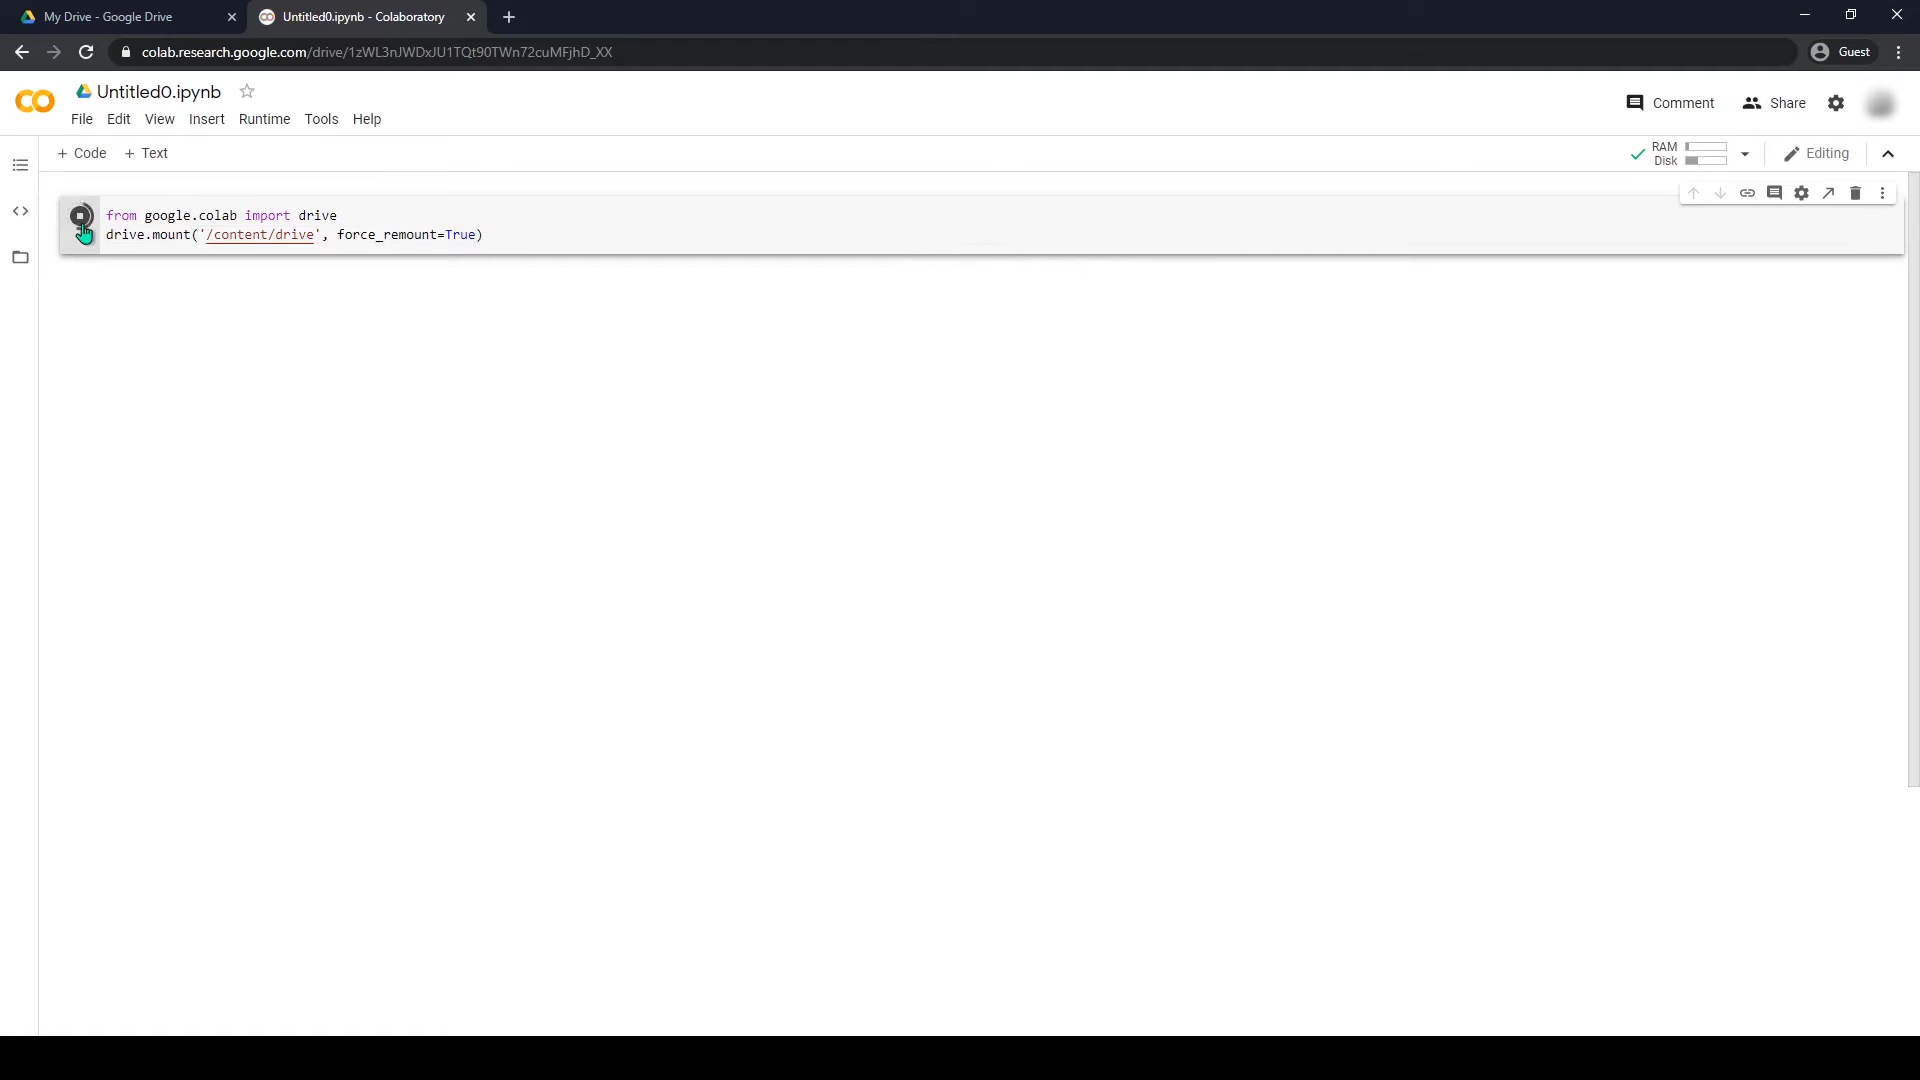 My Drive - Google Drive
Untitled0.ipynb - Colaboratory
colab.research.google.com/drive/1zWL3nJWDxJU1TQt90TWn72cuMFjhD_XX
Guest
Untitled0.ipynb
Comment
Share
File Edit View Insert Runtime Tools Help
+ Code + Text
RAM
Disk
Editing
from google.colab import drive
drive.mount('/content/drive', force_remount=True)